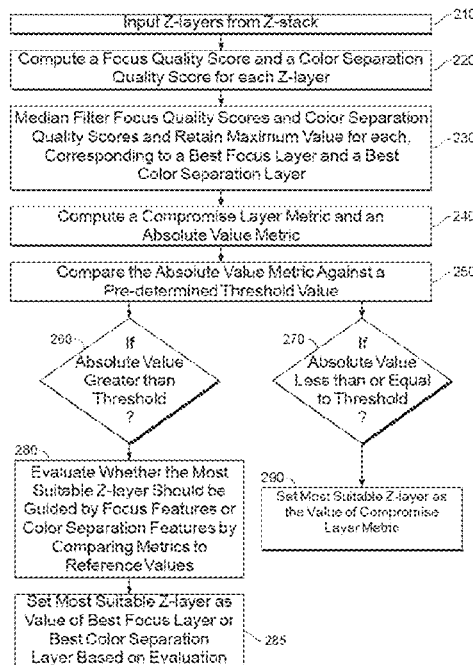 Input Z-layers from Z-stack
210
Compute a Focus Quality Score and a Color Separation
Quality Score for each Z-layer
220
Median Filter Focus Quality Scores and Color Separation
Quality Scores and Retain Maximum Value for each,
Corresponding to a Best Focus Layer and a Best
Color Separation Layer
230
Compute a Compromise Layer Metric and an
Absolute Value Metric
240
Compare the Absolute Value Metric Against a
Pre-determined Threshold Value
250
260
If
Absolute Value
Greater than
Threshold
?
270
If
Absolute Value
Less than or Equal
to Threshold
?
280
Evaluate Whether the Most
Suitable Z-layer Should be
Guided by Focus Features or
Color Separation Features by
Comparing Metrics to
Reference Values
290
Set Most Suitable Z-layer as
the Value of Compromise
Layer Metric
Set Most Suitable Z-layer as
Value of Best Focus Layer or
Best Color Separation
Layer Based on Evaluation
285